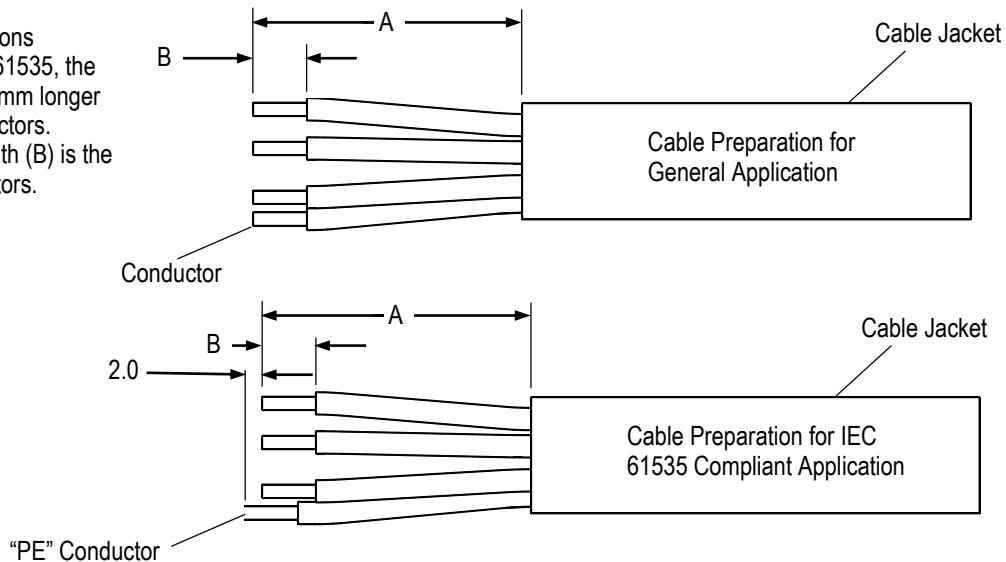 ons
61535, the
mm longer
ctors.
th (B) is the
tors.
A
B
Cable Jacket
Cable Preparation for
General Application
Conductor
A
B
2.0
Cable Jacket
Cable Preparation for IEC
61535 Compliant Application
“PE” Conductor